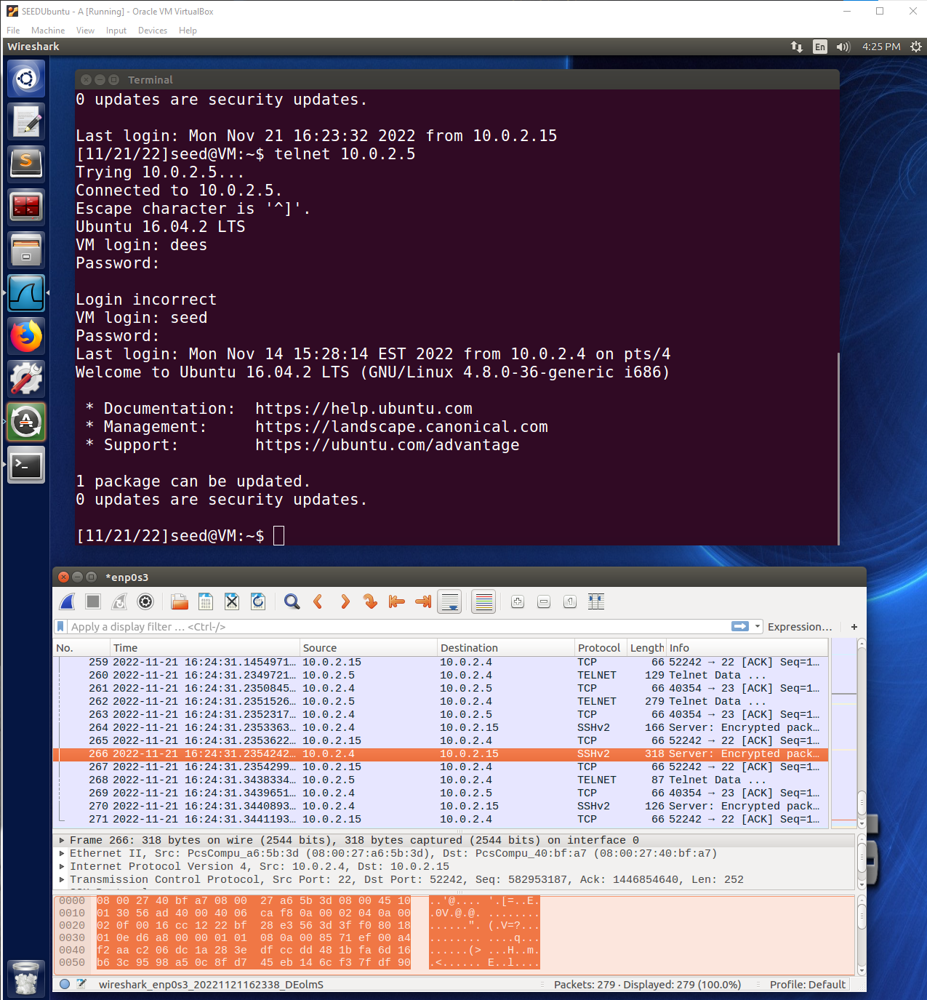 SEEDUbuntu - A [Running] - Oracle VM VirtualBox
File Machine View Input Devices Help
Wireshark En 4:25 PM
Terminal
0 updates are security updates.
Last login: Mon Nov 21 16:23:32 2022 from 10.0.2.15
[11/21/22]seed@VM:~$ telnet 10.0.2.5
Trying 10.0.2.5...
Connected to 10.0.2.5.
Escape character is '^]'.
Ubuntu 16.04.2 LTS
VM login: dees
Password:
Login incorrect
VM login: seed
Password:
Last login: Mon Nov 14 15:28:14 EST 2022 from 10.0.2.4 on pts/4
Welcome to Ubuntu 16.04.2 LTS (GNU/Linux 4.8.0-36-generic i686)
* Documentation: https://help.ubuntu.com
* Management: https://landscape.canonical.com
* Support: https://ubuntu.com/advantage
1 package can be updated.
0 updates are security updates.
[11/21/22]seed@VM:~$
*enp0s3
Apply a display filter ... <Ctrl-/> Expression... +
No. Time Source Destination Protocol Length Info
259 2022-11-21 16:24:31.1454971... 10.0.2.15 10.0.2.4 TCP 66 52242 → 22 [ACK] Seq=1...
260 2022-11-21 16:24:31.2349721... 10.0.2.5 10.0.2.4 TELNET 129 Telnet Data ...
261 2022-11-21 16:24:31.2350845... 10.0.2.4 10.0.2.5 TCP 66 40354 → 23 [ACK] Seq=1...
262 2022-11-21 16:24:31.2351526... 10.0.2.5 10.0.2.4 TELNET 279 Telnet Data ...
263 2022-11-21 16:24:31.2352317... 10.0.2.4 10.0.2.5 TCP 66 40354 → 23 [ACK] Seq=1...
264 2022-11-21 16:24:31.2353363... 10.0.2.4 10.0.2.15 SSHv2 166 Server: Encrypted pack...
265 2022-11-21 16:24:31.2353622... 10.0.2.15 10.0.2.4 TCP 66 52242 → 22 [ACK] Seq=1...
266 2022-11-21 16:24:31.2354242... 10.0.2.4 10.0.2.15 SSHv2 318 Server: Encrypted pack...
267 2022-11-21 16:24:31.2354299... 10.0.2.15 10.0.2.4 TCP 66 52242 → 22 [ACK] Seq=1...
268 2022-11-21 16:24:31.3438334... 10.0.2.5 10.0.2.4 TELNET 87 Telnet Data ...
269 2022-11-21 16:24:31.3439651... 10.0.2.4 10.0.2.5 TCP 66 40354 → 23 [ACK] Seq=1...
270 2022-11-21 16:24:31.3440893... 10.0.2.4 10.0.2.15 SSHv2 126 Server: Encrypted pack...
271 2022-11-21 16:24:31.3441193... 10.0.2.15 10.0.2.4 TCP 66 52242 → 22 [ACK] Seq=1...
Frame 266: 318 bytes on wire (2544 bits), 318 bytes captured (2544 bits) on interface 0
Ethernet II, Src: PcsCompu_a6:5b:3d (08:00:27:a6:5b:3d), Dst: PcsCompu_40:bf:a7 (08:00:27:40:bf:a7)
Internet Protocol Version 4, Src: 10.0.2.4, Dst: 10.0.2.15
Transmission Control Protocol, Src Port: 22, Dst Port: 52242, Seq: 582953187, Ack: 1446854640, Len: 252
0000 08 00 27 40 bf a7 08 00 27 a6 5b 3d 08 00 45 10 ..'@.... '.[=..E.
0010 01 30 56 ad 40 00 40 06 ca f8 0a 00 02 04 0a 00 .0V.@.@. ........
0020 02 0f 00 16 cc 12 22 bf 28 e3 56 3d 3f f0 80 18 ......". (.V=?...
0030 01 0e d6 a8 00 00 01 01 08 0a 00 85 71 ef 00 a4 ........ ....q...
0040 f2 aa c2 06 dc 1a 28 3e df cc dd 48 1b fa 6d 16 ......(> ...H..m.
0050 b6 3c 95 98 a5 0c 8f d7 45 eb 14 6c f3 7f df 90 .<...... E..l....
wireshark_enp0s3_20221121162338_DEolmS Packets: 279 · Displayed: 279 (100.0%) Profile: Default